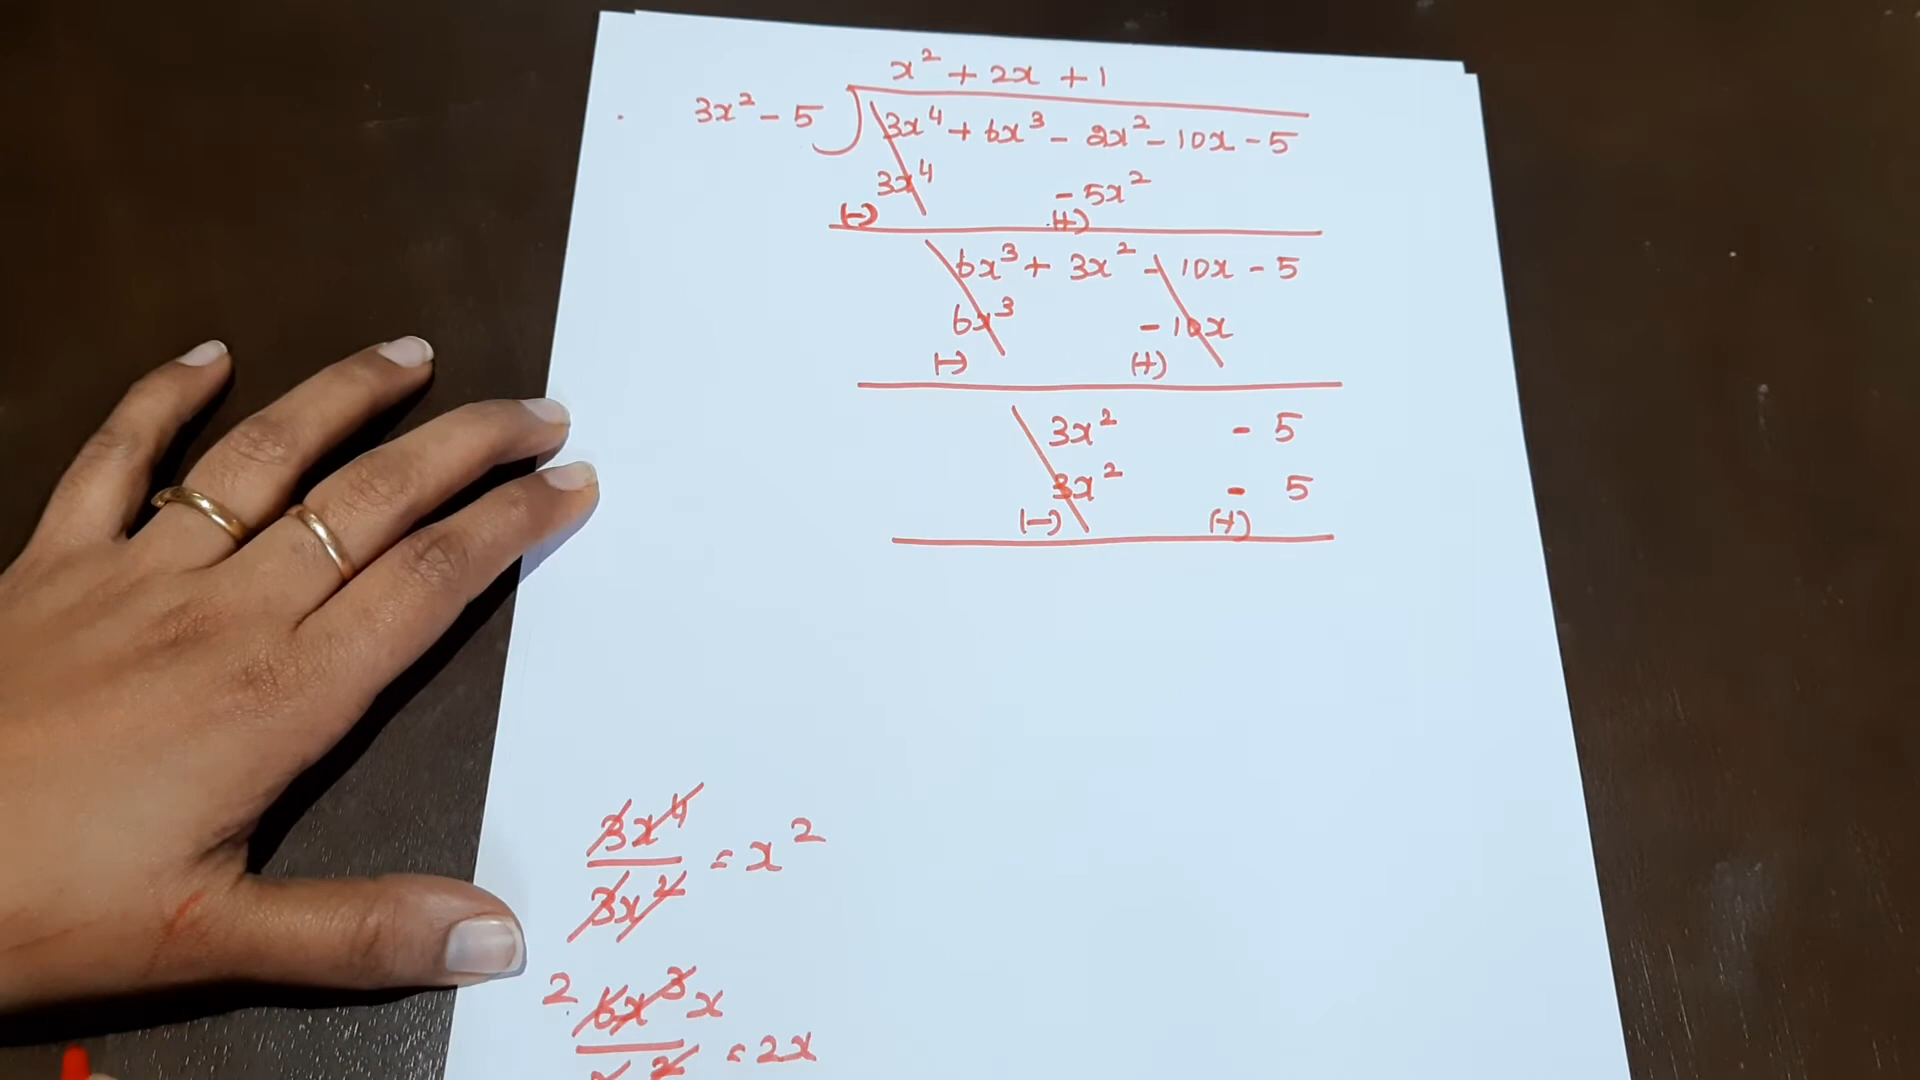 x² + 2x + 1
3x² - 5 ) 3x⁴ + 6x³ - 2x² - 10x - 5
3x⁴ - 5x²
(-) (+)
6x³ + 3x² - 10x - 5
6x³ - 10x
(-) (+)
3x² - 5
3x² - 5
(-) (+)
3x⁴
3x² = x²
2 6x³ x
= 2x